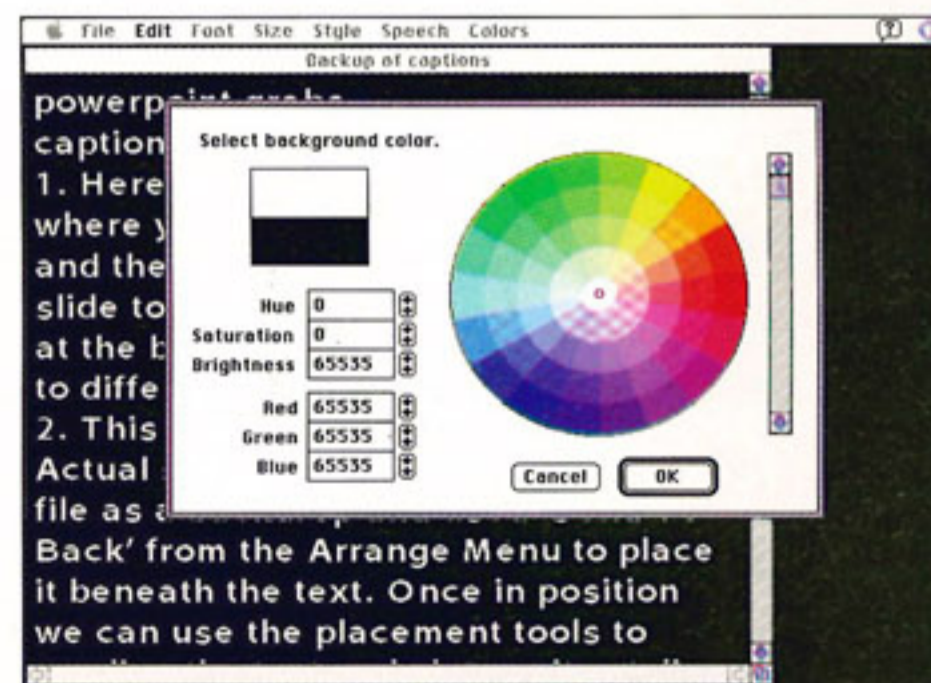 File Edit Font Size Style Speech Colors
Backup of captions
powerpoint grabs
caption
1. Here
where y
and the
slide to
at the b
to diffe
2. This
Actual
file as a
Back' from the Arrange Menu to place
it beneath the text. Once in position
we can use the placement tools to
Select background color.
Hue 0
Saturation 0
Brightness 65535
Red 65535
Green 65535
Blue 65535
Cancel OK